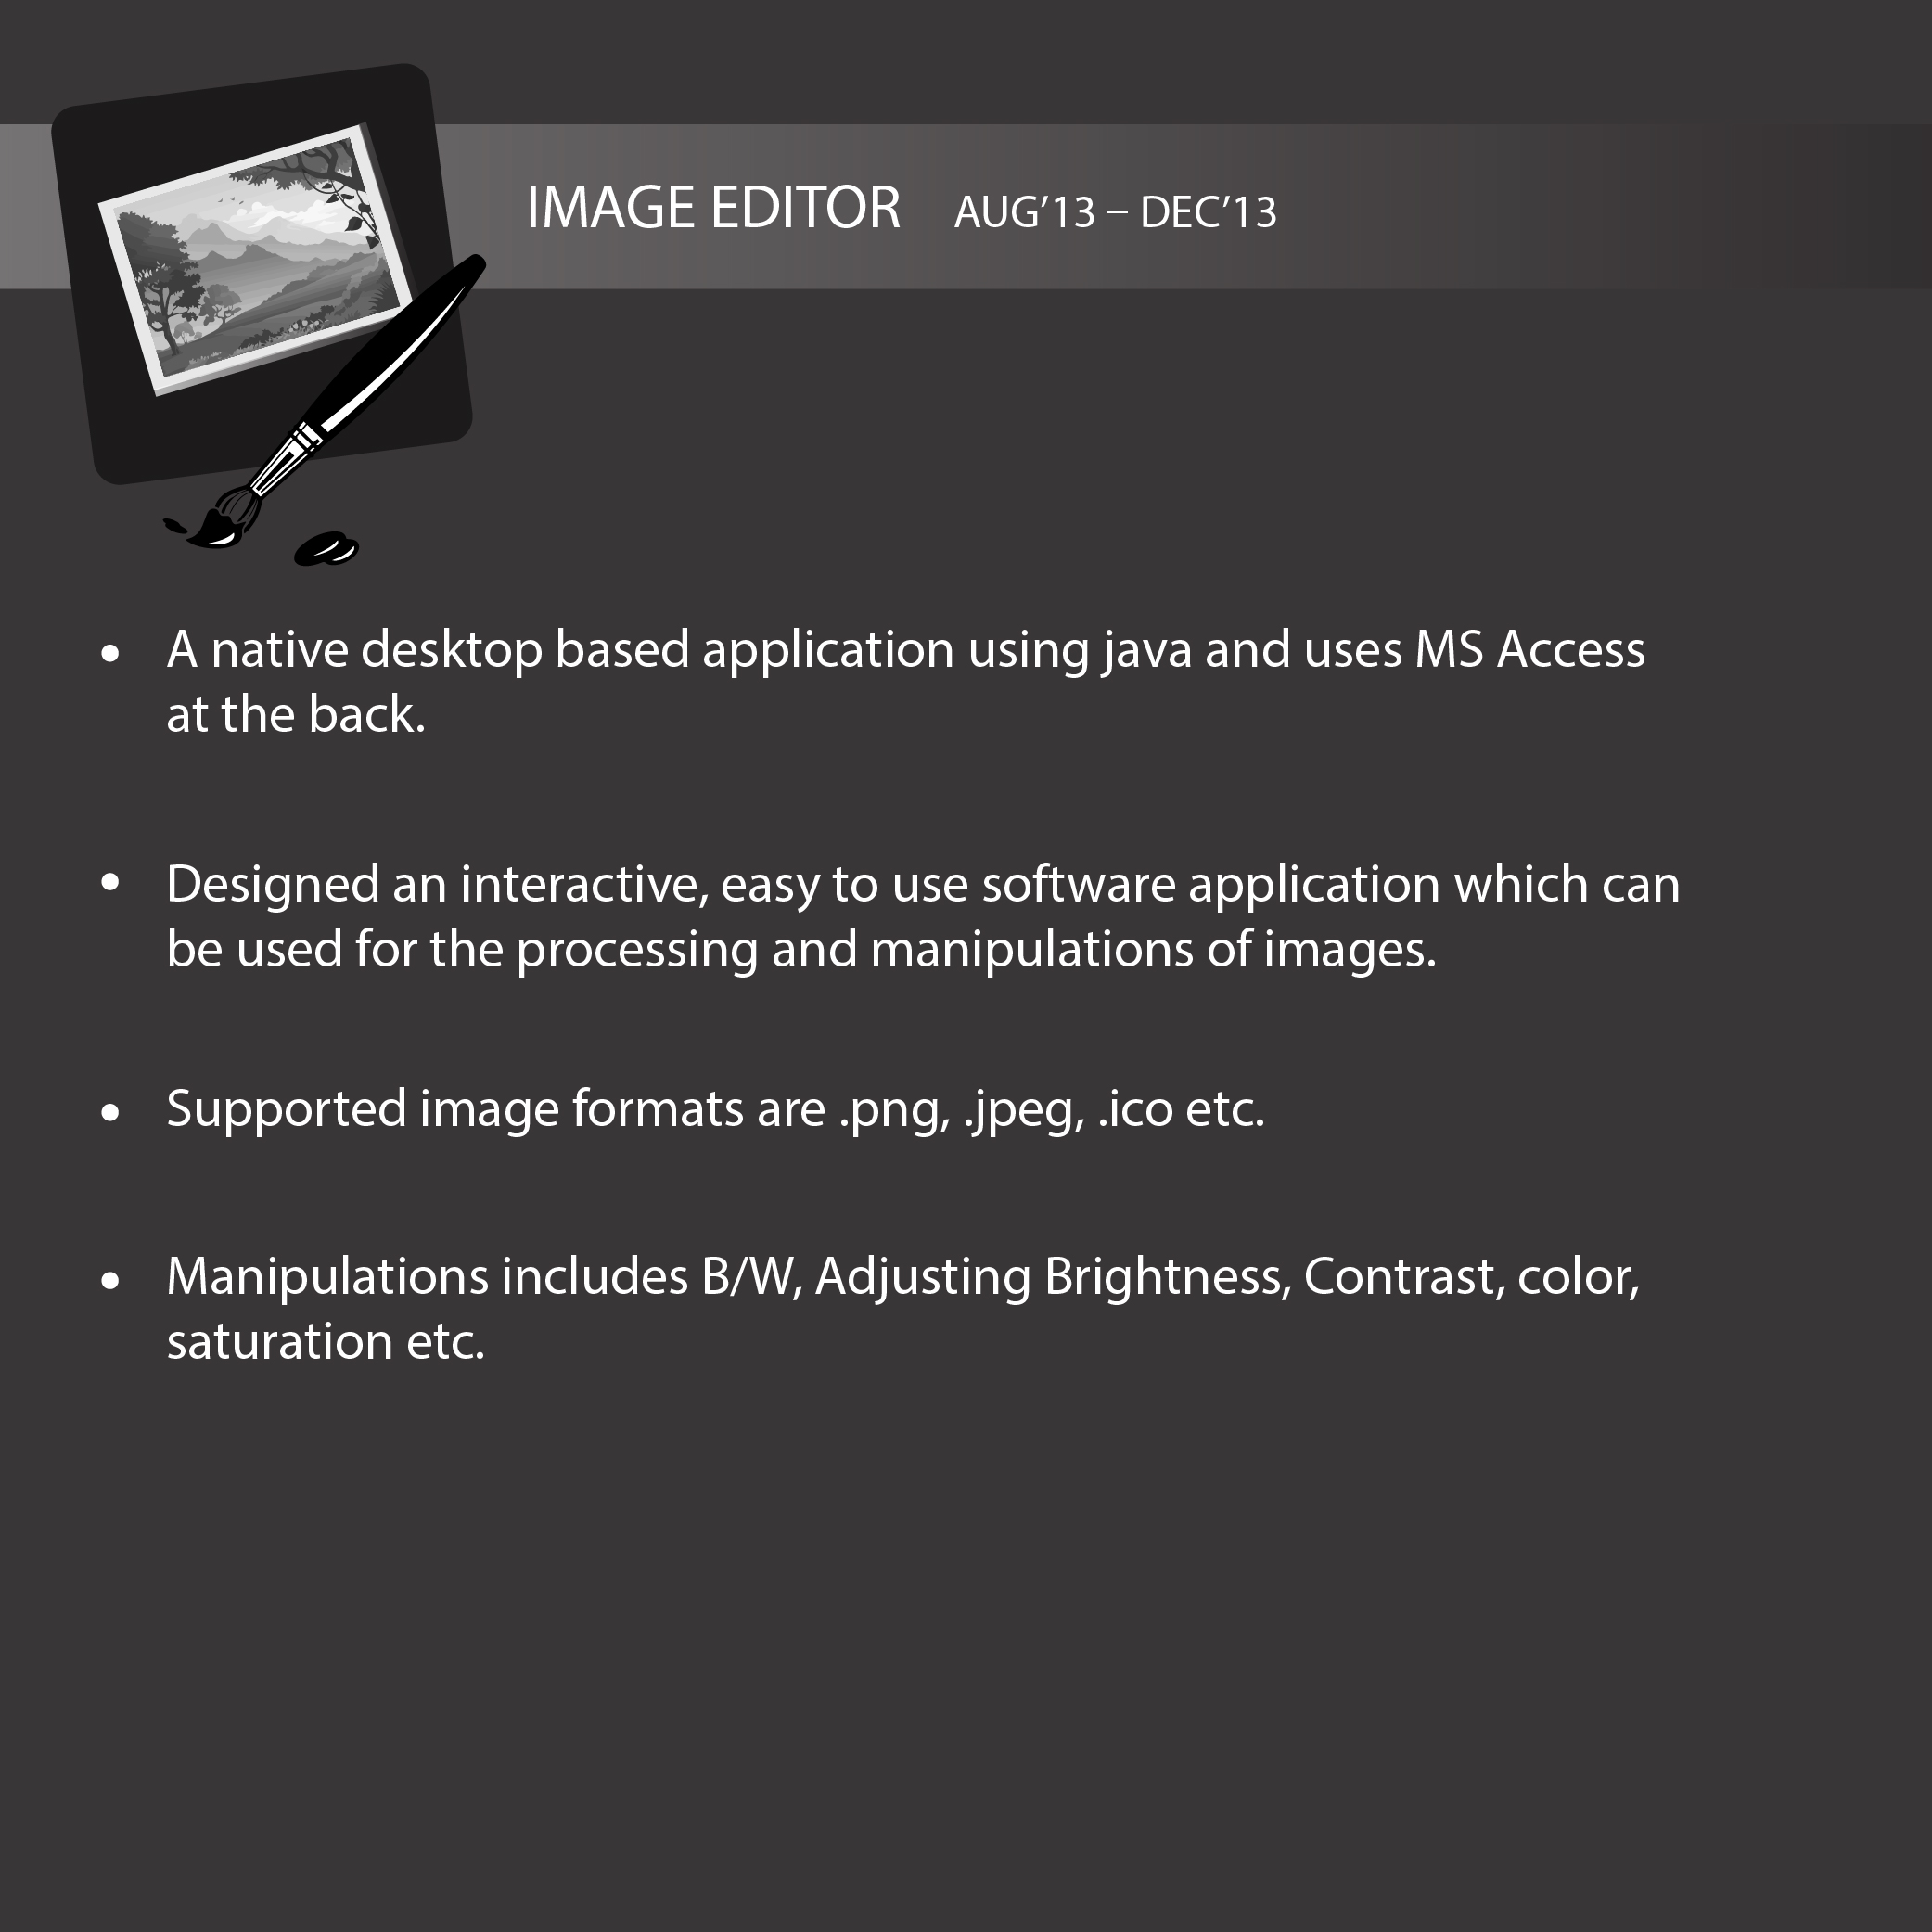 IMAGE EDITOR AUG’13 – DEC’13
• A native desktop based application using java and uses MS Access
at the back.
• Designed an interactive, easy to use software application which can
be used for the processing and manipulations of images.
• Supported image formats are .png, .jpeg, .ico etc.
• Manipulations includes B/W, Adjusting Brightness, Contrast, color,
saturation etc.